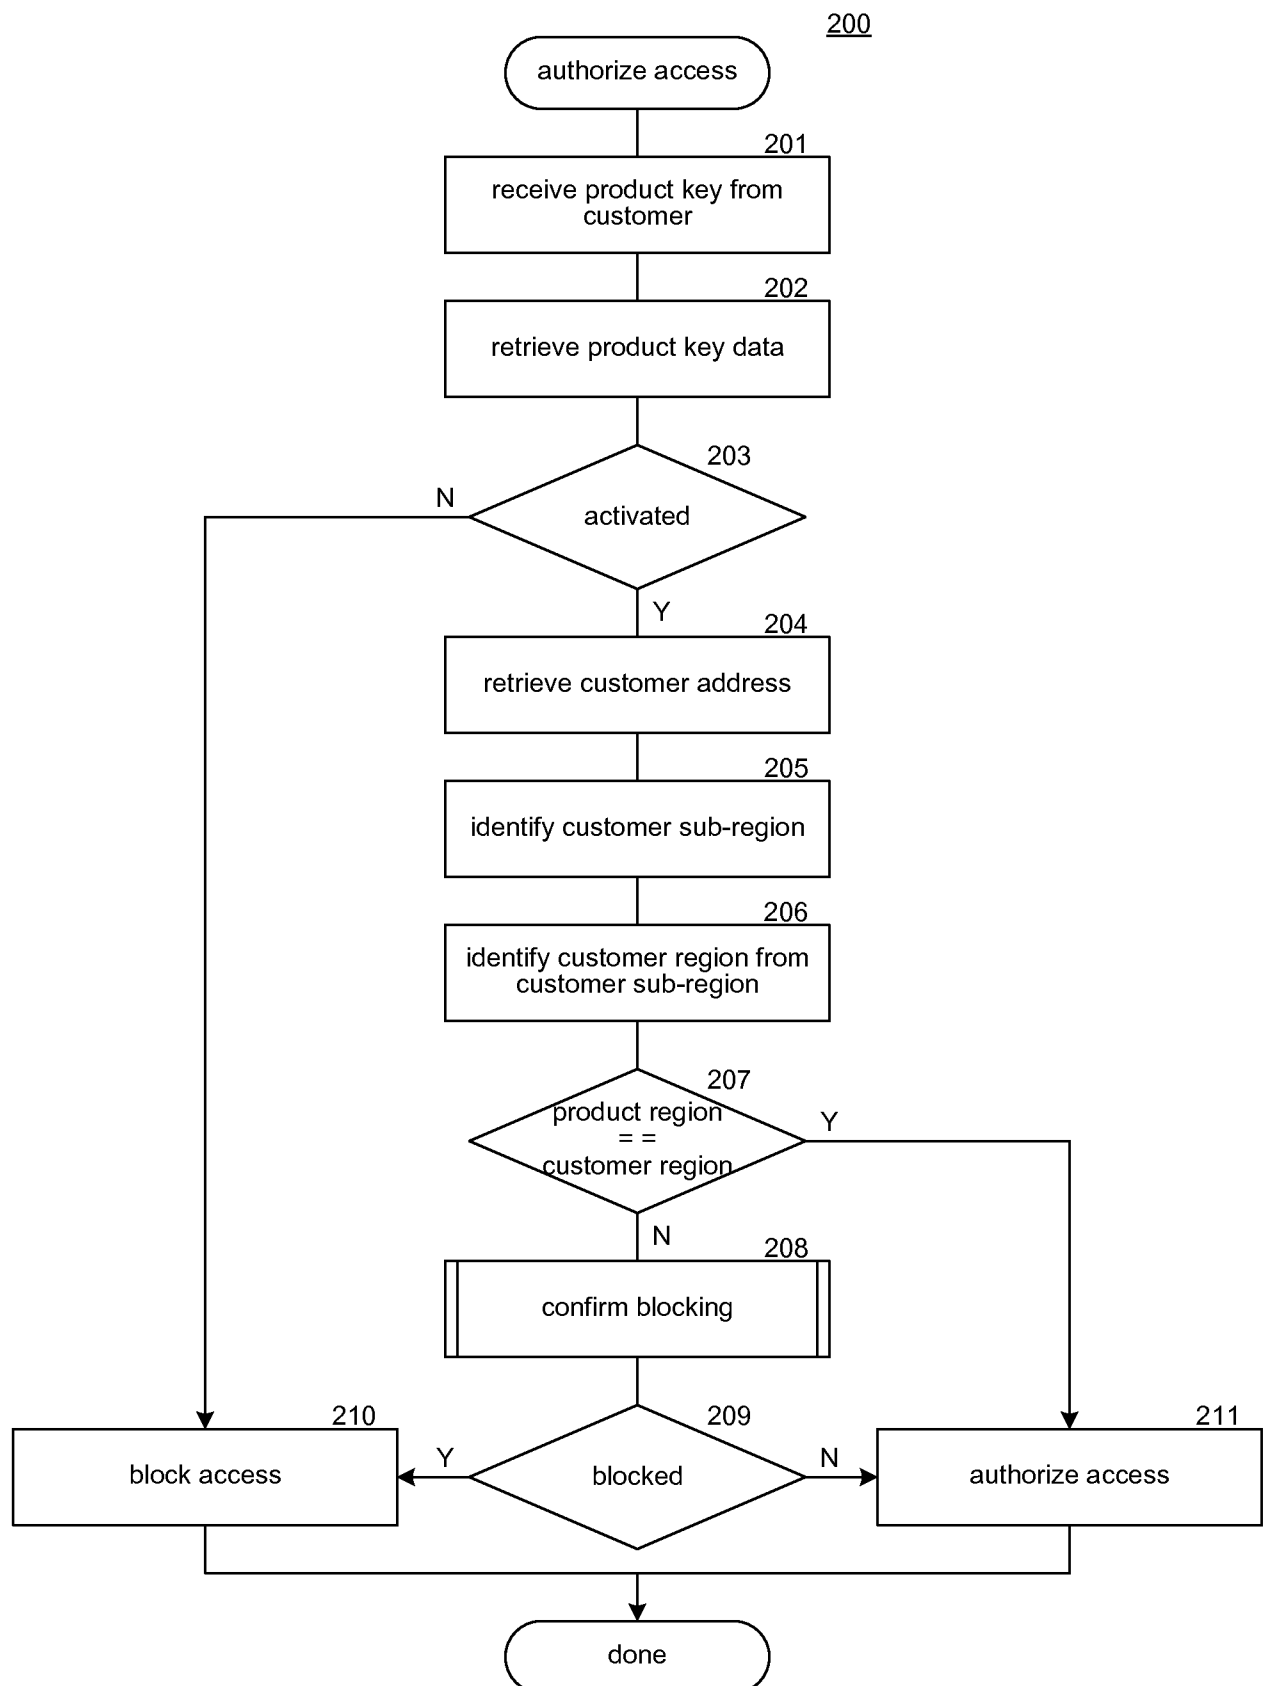 200
authorize access
201
receive product key from
customer
202
retrieve product key data
203
activated
N
Y
204
retrieve customer address
205
identify customer sub-region
206
identify customer region from
customer sub-region
207
product region
= =
customer region
Y
N
208
confirm blocking
209
blocked
Y
N
210
block access
211
authorize access
done